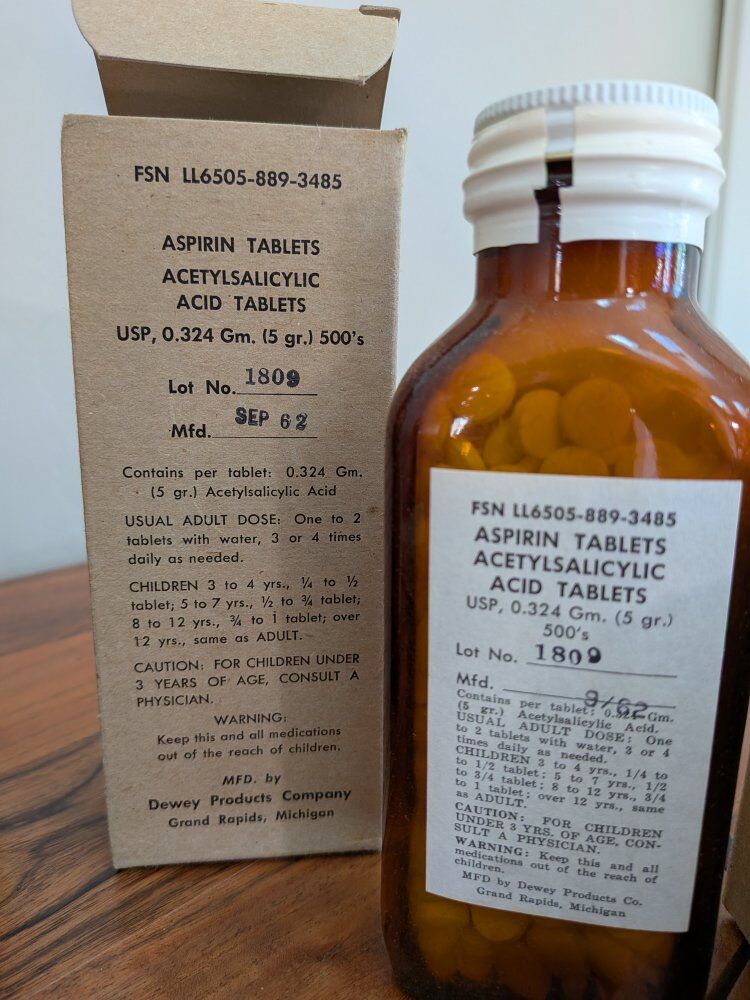 FSN LL6505-889-3485
ASPIRIN TABLETS
ACETYLSALICYLIC
ACID TABLETS
USP, 0.324 Gm. (5 gr.) 500's
Lot No. 1809
Mfd. SEP 62
Contains per tablet: 0.324 Gm.
(5 gr.) Acetylsalicylic Acid
USUAL ADULT DOSE: One to 2
tablets with water, 3 or 4 times
daily as needed.
CHILDREN 3 to 4 yrs., ¼ to ½
tablet; 5 to 7 yrs., ½ to ¾ tablet;
8 to 12 yrs., ¾ to 1 tablet; over
12 yrs., same as ADULT.
CAUTION: FOR CHILDREN UNDER
3 YEARS OF AGE, CONSULT A
PHYSICIAN.
WARNING:
Keep this and all medications
out of the reach of children.
MFD. by
Dewey Products Company
Grand Rapids, Michigan
FSN LL6505-889-3485
ASPIRIN TABLETS
ACETYLSALICYLIC
ACID TABLETS
USP, 0.324 Gm. (5 gr.)
500's
Lot No. 1809
Mfd. 9/62
Contains per tablet: 0.324 Gm.
(5 gr.) Acetylsalicylic Acid.
USUAL ADULT DOSE: One
to 2 tablets with water, 3 or 4
times daily as needed.
CHILDREN 3 to 4 yrs., 1/4 to
to 1/2 tablet; 5 to 7 yrs., 1/2
to 3/4 tablet; 8 to 12 yrs., 3/4
to 1 tablet; over 12 yrs., same
as ADULT.
CAUTION: FOR CHILDREN
UNDER 3 YRS. OF AGE, CON-
SULT A PHYSICIAN.
WARNING: Keep this and all
medications out of the reach of
children.
MFD by Dewey Products Co.
Grand Rapids, Michigan